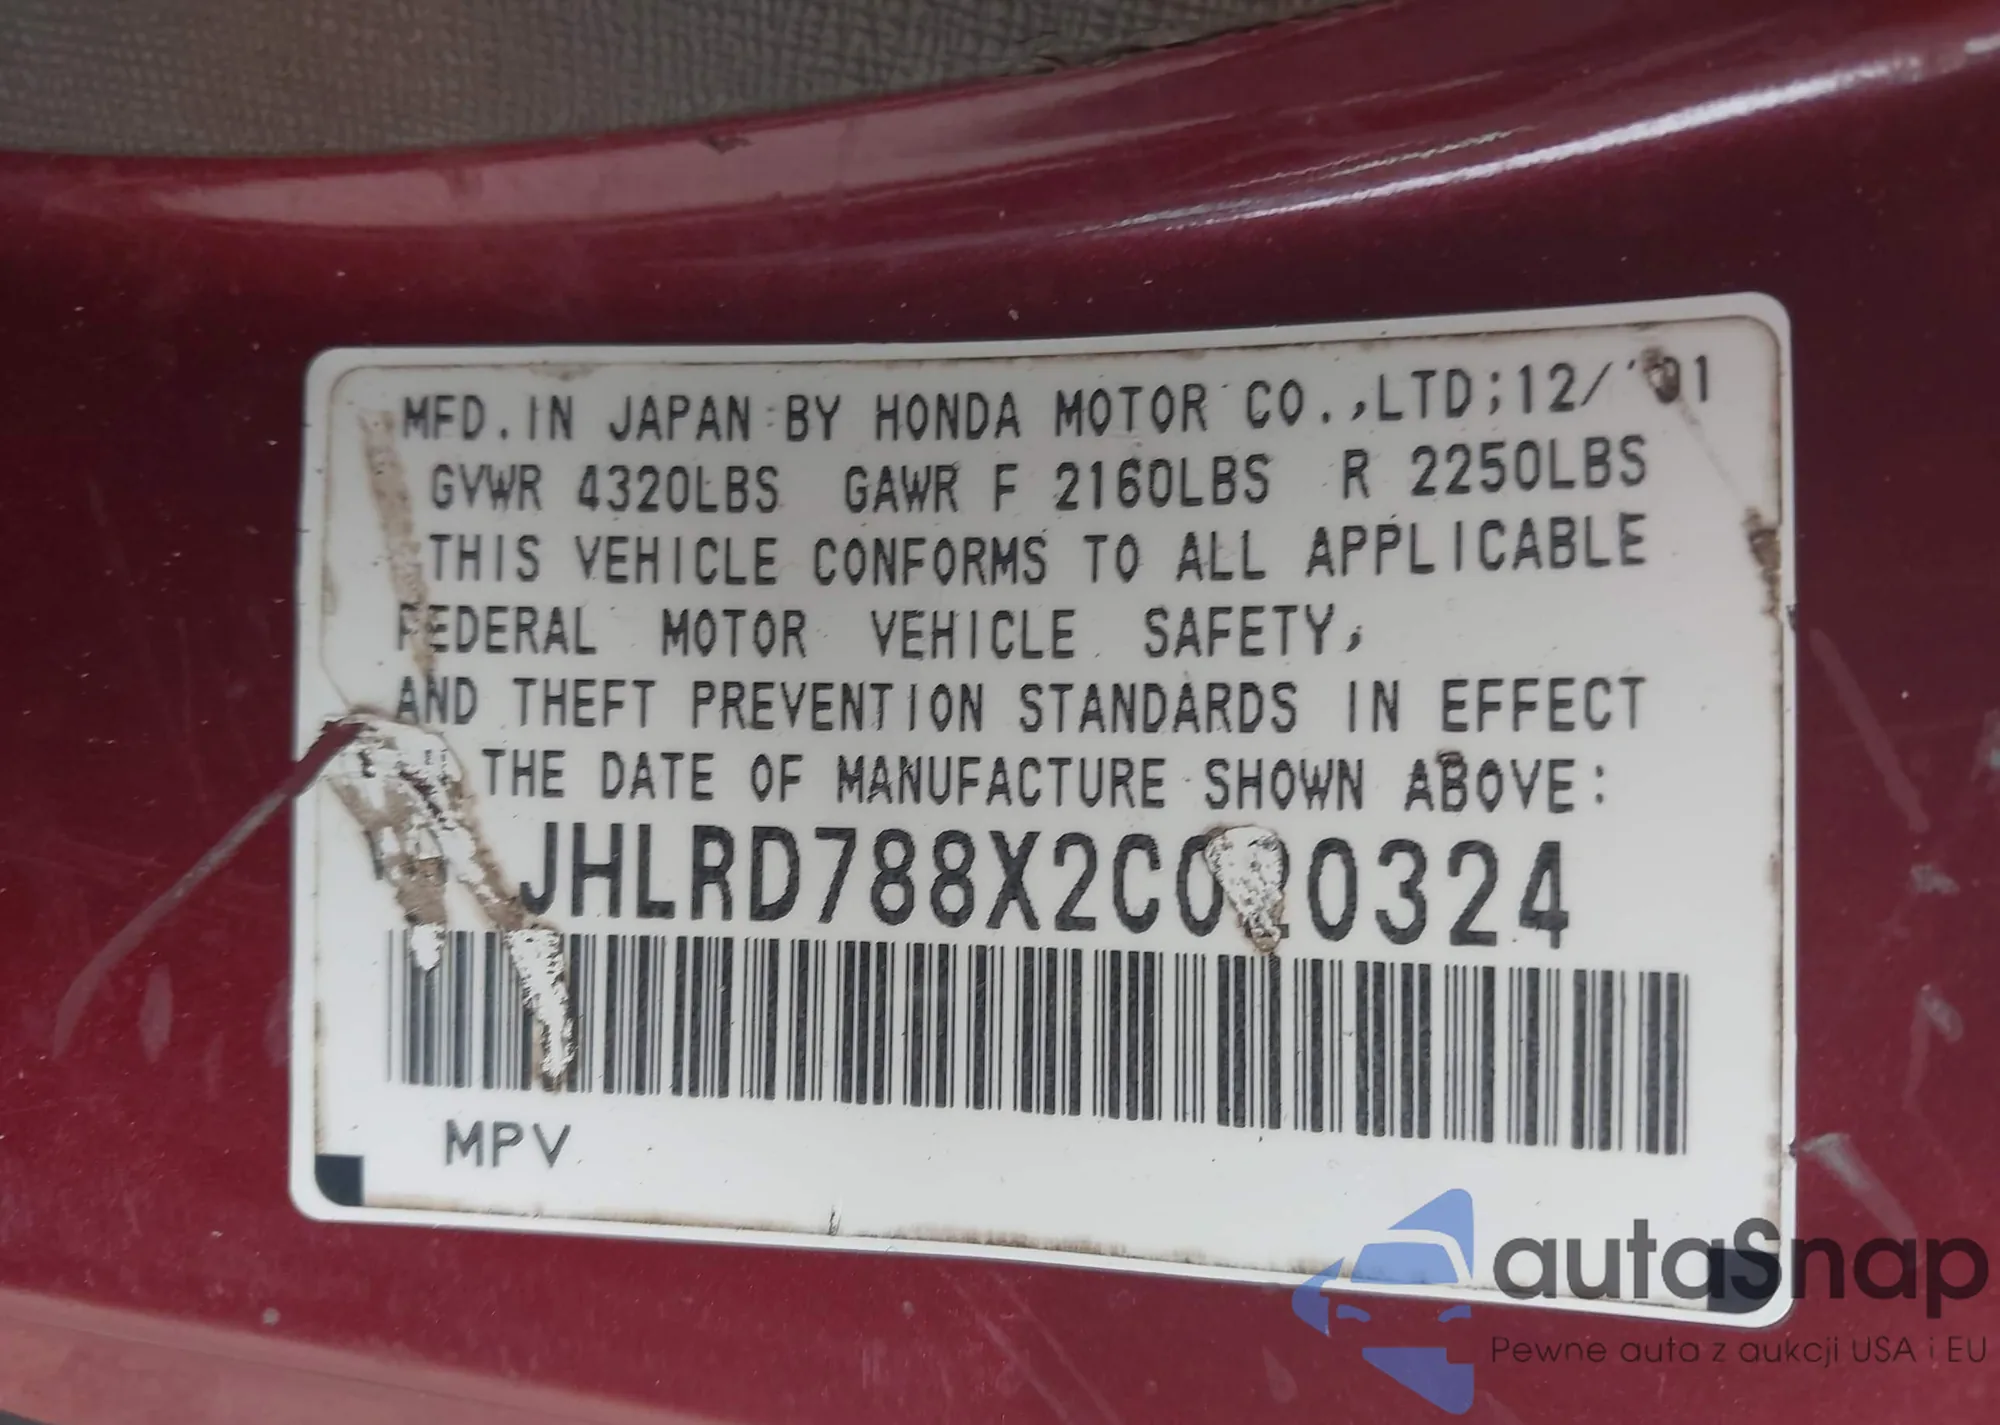 MFD. IN JAPAN BY HONDA MOTOR CO.,LTD;12/'01
GVWR 4320LBS GAWR F 2160LBS R 2250LBS
THIS VEHICLE CONFORMS TO ALL APPLICABLE
FEDERAL MOTOR VEHICLE SAFETY,
AND THEFT PREVENTION STANDARDS IN EFFECT
THE DATE OF MANUFACTURE SHOWN ABOVE:
MPV
autaSnap
Pewne auta z aukcji USA i EU